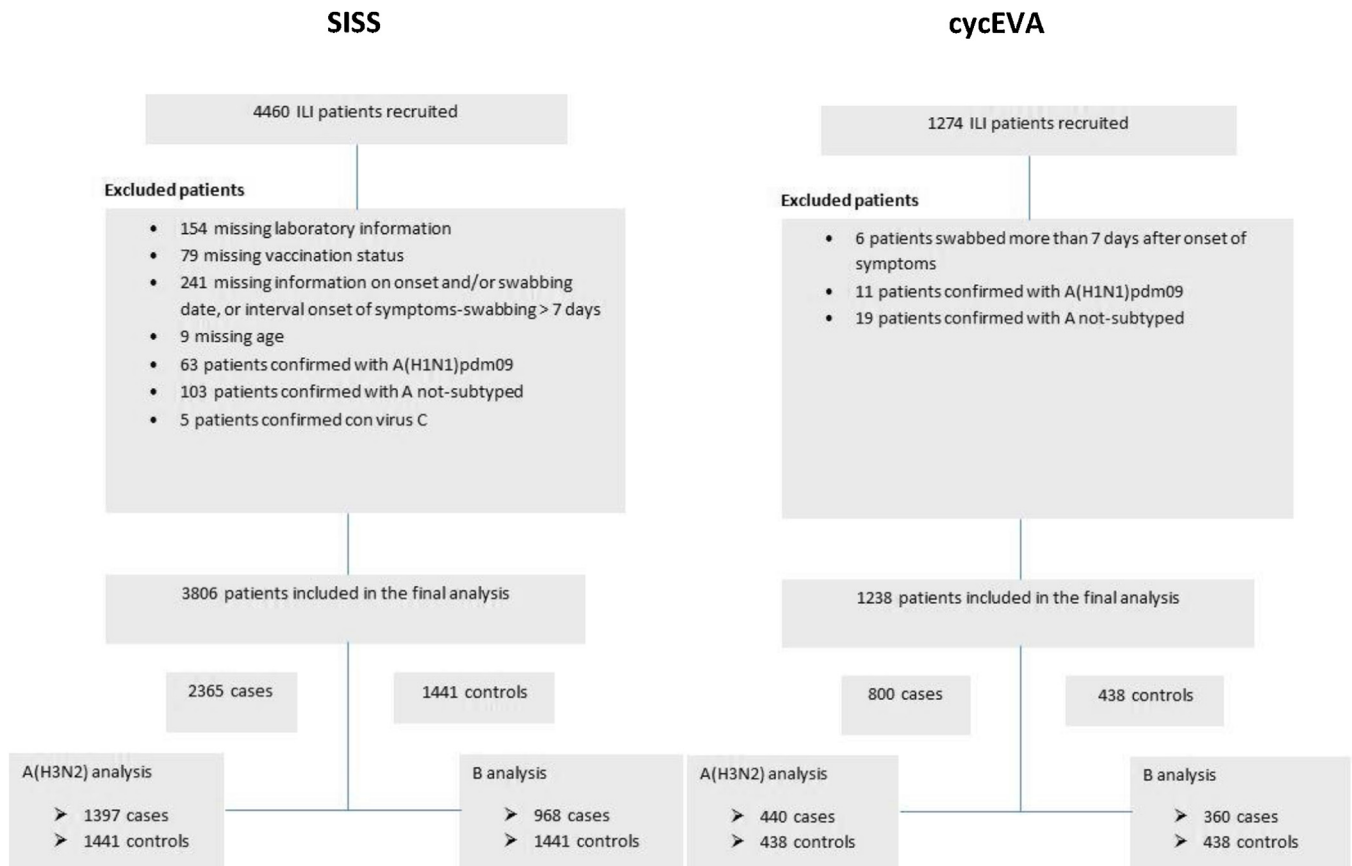 SISS
4460 ILI patients recruited
Excluded patients
• 154 missing laboratory information
• 79 missing vaccination status
• 241 missing information on onset and/or swabbing
date, or interval onset of symptoms-swabbing > 7 days
• 9 missing age
• 63 patients confirmed with A(H1N1)pdm09
• 103 patients confirmed with A not-subtyped
• 5 patients confirmed con virus C
3806 patients included in the final analysis
2365 cases
1441 controls
A(H3N2) analysis
➢ 1397 cases
➢ 1441 controls
B analysis
➢ 968 cases
➢ 1441 controls
cycEVA
1274 ILI patients recruited
Excluded patients
• 6 patients swabbed more than 7 days after onset of
symptoms
• 11 patients confirmed with A(H1N1)pdm09
• 19 patients confirmed with A not-subtyped
1238 patients included in the final analysis
800 cases
438 controls
A(H3N2) analysis
➢ 440 cases
➢ 438 controls
B analysis
➢ 360 cases
➢ 438 controls